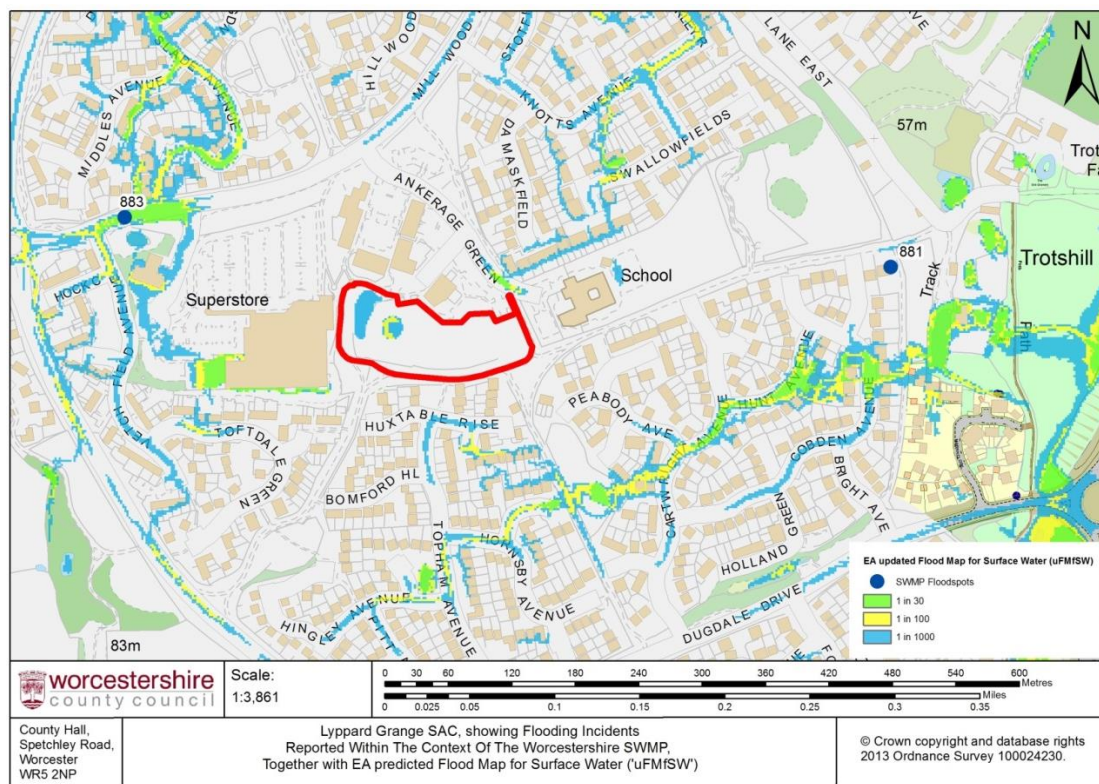 MIDDLES AVENUE
AVENUE
HILL WOOD
MILL WOOD
KNOTTS AVENUE
DAMASKFIELD
SWALLOWFIELDS
LANE EAST
AVE
N
57m
883
ANKERAGE GREEN
School
881
Track
Trotshill
Path
Superstore
VETCH FIELD AVENUE
TOFTDALE GREEN
HUXTABLE RISE
BOMFORD HL
PEABODY AVE
COBDEN AVENUE
BRIGHT AVE
HOLLAND GREEN
DUGDALE DRIVE
HORNSBY AVENUE
TOPHAM AVENUE
HINGLEY AVENUE
83m
EA updated Flood Map for Surface Water (uFMfSW)
SWMP Floodspots
1 in 30
1 in 100
1 in 1000
worcestershire
county council
Scale:
1:3,861
0 30 60 120 180 240 300 360 420 480 540 600
Metres
Miles
0 0.025 0.05 0.1 0.15 0.2 0.25 0.3 0.35
County Hall,
Spetchley Road,
Worcester
WR5 2NP
Lyppard Grange SAC, showing Flooding Incidents
Reported Within The Context Of The Worcestershire SWMP,
Together with EA predicted Flood Map for Surface Water ('uFMfSW')
© Crown copyright and database rights
2013 Ordnance Survey 100024230.